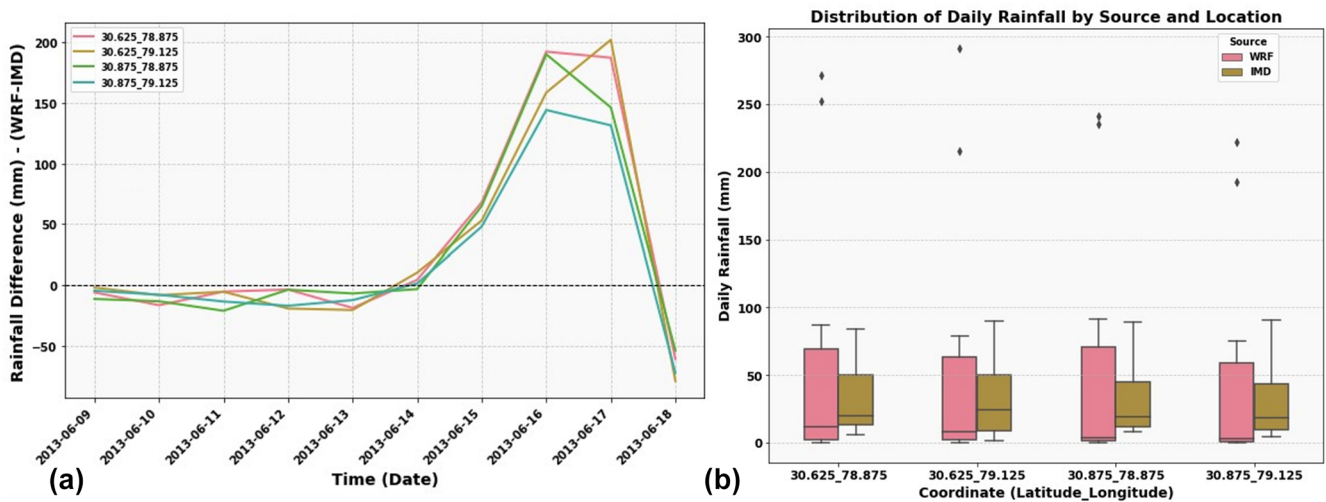 200
150
100
50
0
−50
Rainfall Difference (mm) - (WRF-IMD)
30.625_78.875
30.625_79.125
30.875_78.875
30.875_79.125
2013-06-09
2013-06-10
2013-06-11
2013-06-12
2013-06-13
2013-06-14
2013-06-15
2013-06-16
2013-06-17
2013-06-18
Time (Date)
(a)
Distribution of Daily Rainfall by Source and Location
300
250
200
150
100
50
0
Daily Rainfall (mm)
Source
WRF
IMD
30.625_78.875 30.625_79.125 30.875_78.875 30.875_79.125
Coordinate (Latitude_Longitude)
(b)